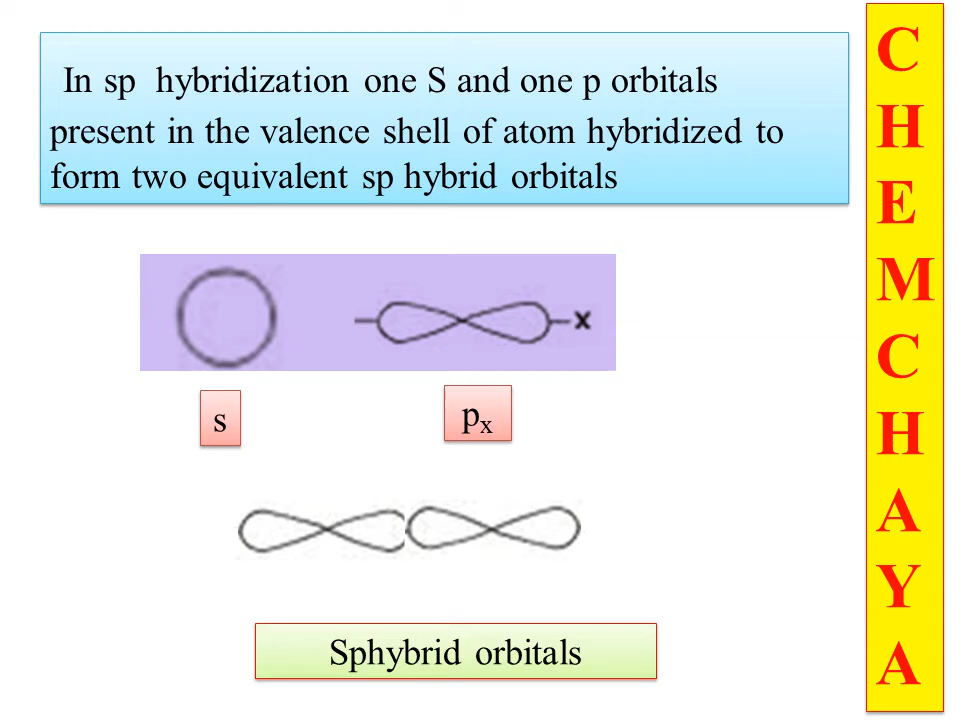 In sp hybridization one S and one p orbitals
present in the valence shell of atom hybridized to
form two equivalent sp hybrid orbitals
x
s
px
Sphybrid orbitals
C
H
E
M
C
H
A
Y
A